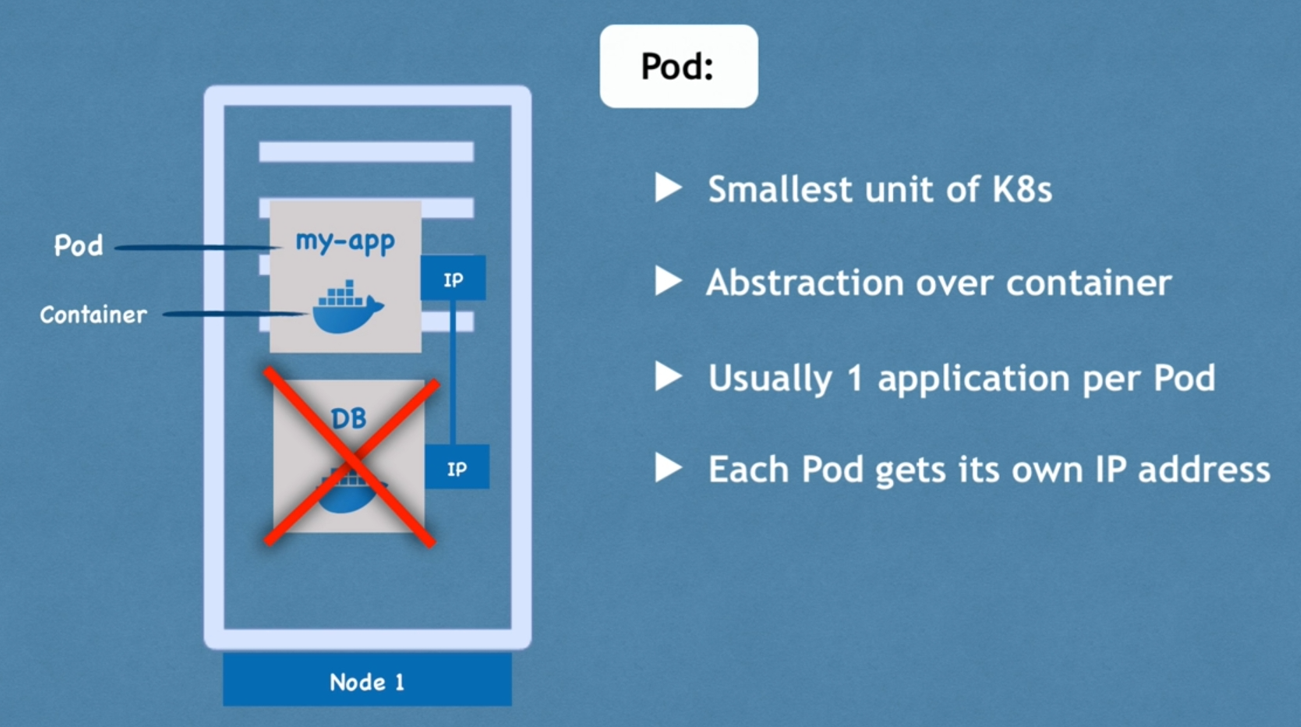 Pod:
Smallest unit of K8s
Abstraction over container
Usually 1 application per Pod
Each Pod gets its own IP address
Pod
Container
my-app
IP
DB
IP
Node 1